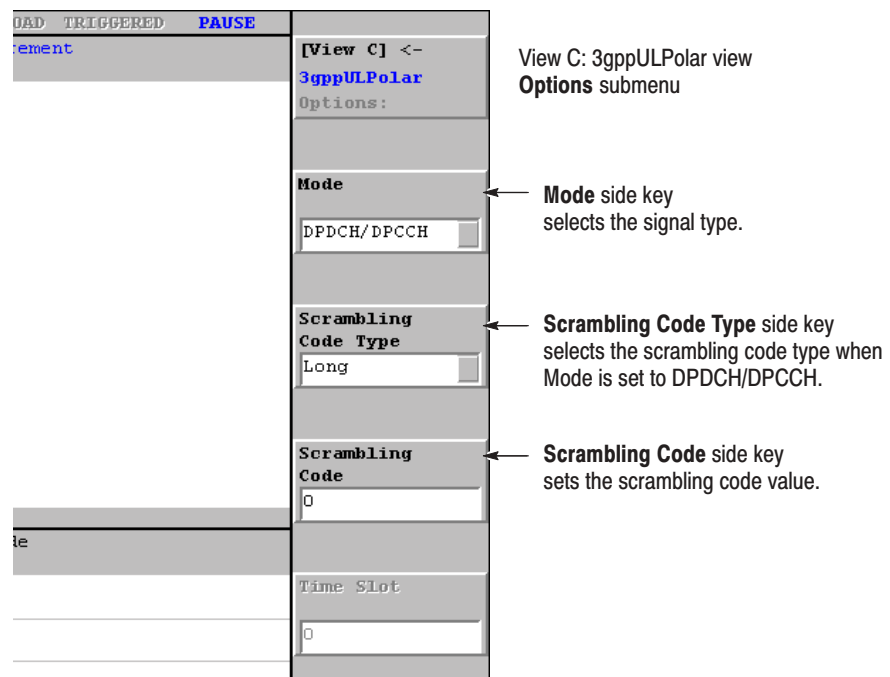 OAD TRIGGERED PAUSE
rement
[View C] <-
3gppULPolar
Options:
View C: 3gppULPolar view
Options submenu
Mode
DPDCH/DPCCH
Mode side key
selects the signal type.
Scrambling
Code Type
Long
Scrambling Code Type side key
selects the scrambling code type when
Mode is set to DPDCH/DPCCH.
Scrambling
Code
0
Scrambling Code side key
sets the scrambling code value.
de
Time Slot
0